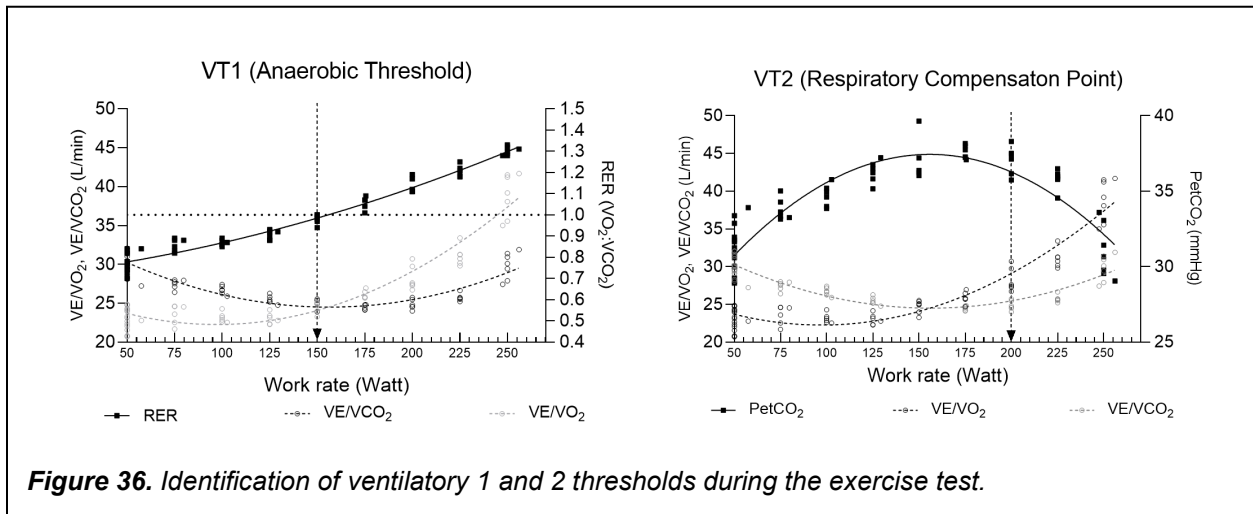 VT1 (Anaerobic Threshold)
VE/VO₂, VE/VCO₂ (L/min)
50
45
40
35
30
25
20
1.5
1.4
1.3
1.2
1.1
1.0
0.9
0.8
0.7
0.6
0.5
0.4
RER (VO₂:VCO₂)
50 75 100 125 150 175 200 225 250
Work rate (Watt)
RER VE/VCO₂ VE/VO₂
VT2 (Respiratory Compensaton Point)
VE/VO₂, VE/VCO₂ (L/min)
50
45
40
35
30
25
20
40
35
30
25
PetCO₂ (mmHg)
50 75 100 125 150 175 200 225 250
Work rate (Watt)
PetCO₂ VE/VO₂ VE/VCO₂
Figure 36. Identification of ventilatory 1 and 2 thresholds during the exercise test.